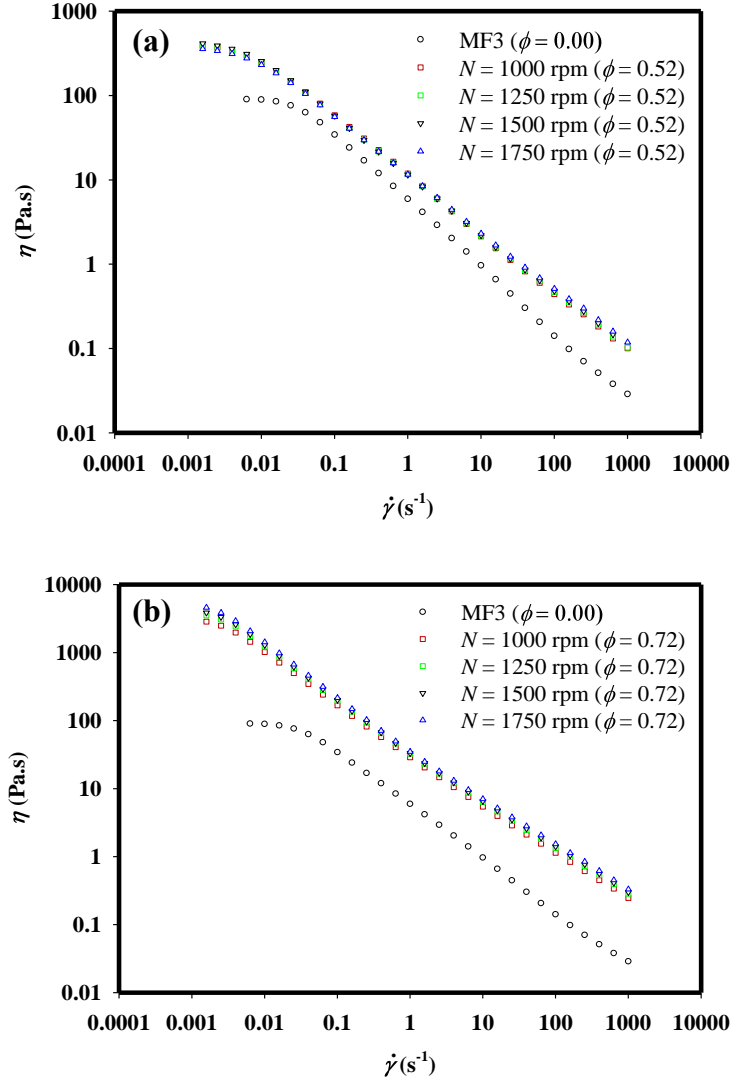 (a)
MF3 (ϕ = 0.00)
N = 1000 rpm (ϕ = 0.52)
N = 1250 rpm (ϕ = 0.52)
N = 1500 rpm (ϕ = 0.52)
N = 1750 rpm (ϕ = 0.52)
1000
100
10
1
0.1
0.01
η (Pa.s)
0.0001 0.001 0.01 0.1 1 10 100 1000 10000
γ̇ (s⁻¹)
(b)
MF3 (ϕ = 0.00)
N = 1000 rpm (ϕ = 0.72)
N = 1250 rpm (ϕ = 0.72)
N = 1500 rpm (ϕ = 0.72)
N = 1750 rpm (ϕ = 0.72)
10000
1000
100
10
1
0.1
0.01
η (Pa.s)
0.0001 0.001 0.01 0.1 1 10 100 1000 10000
γ̇ (s⁻¹)